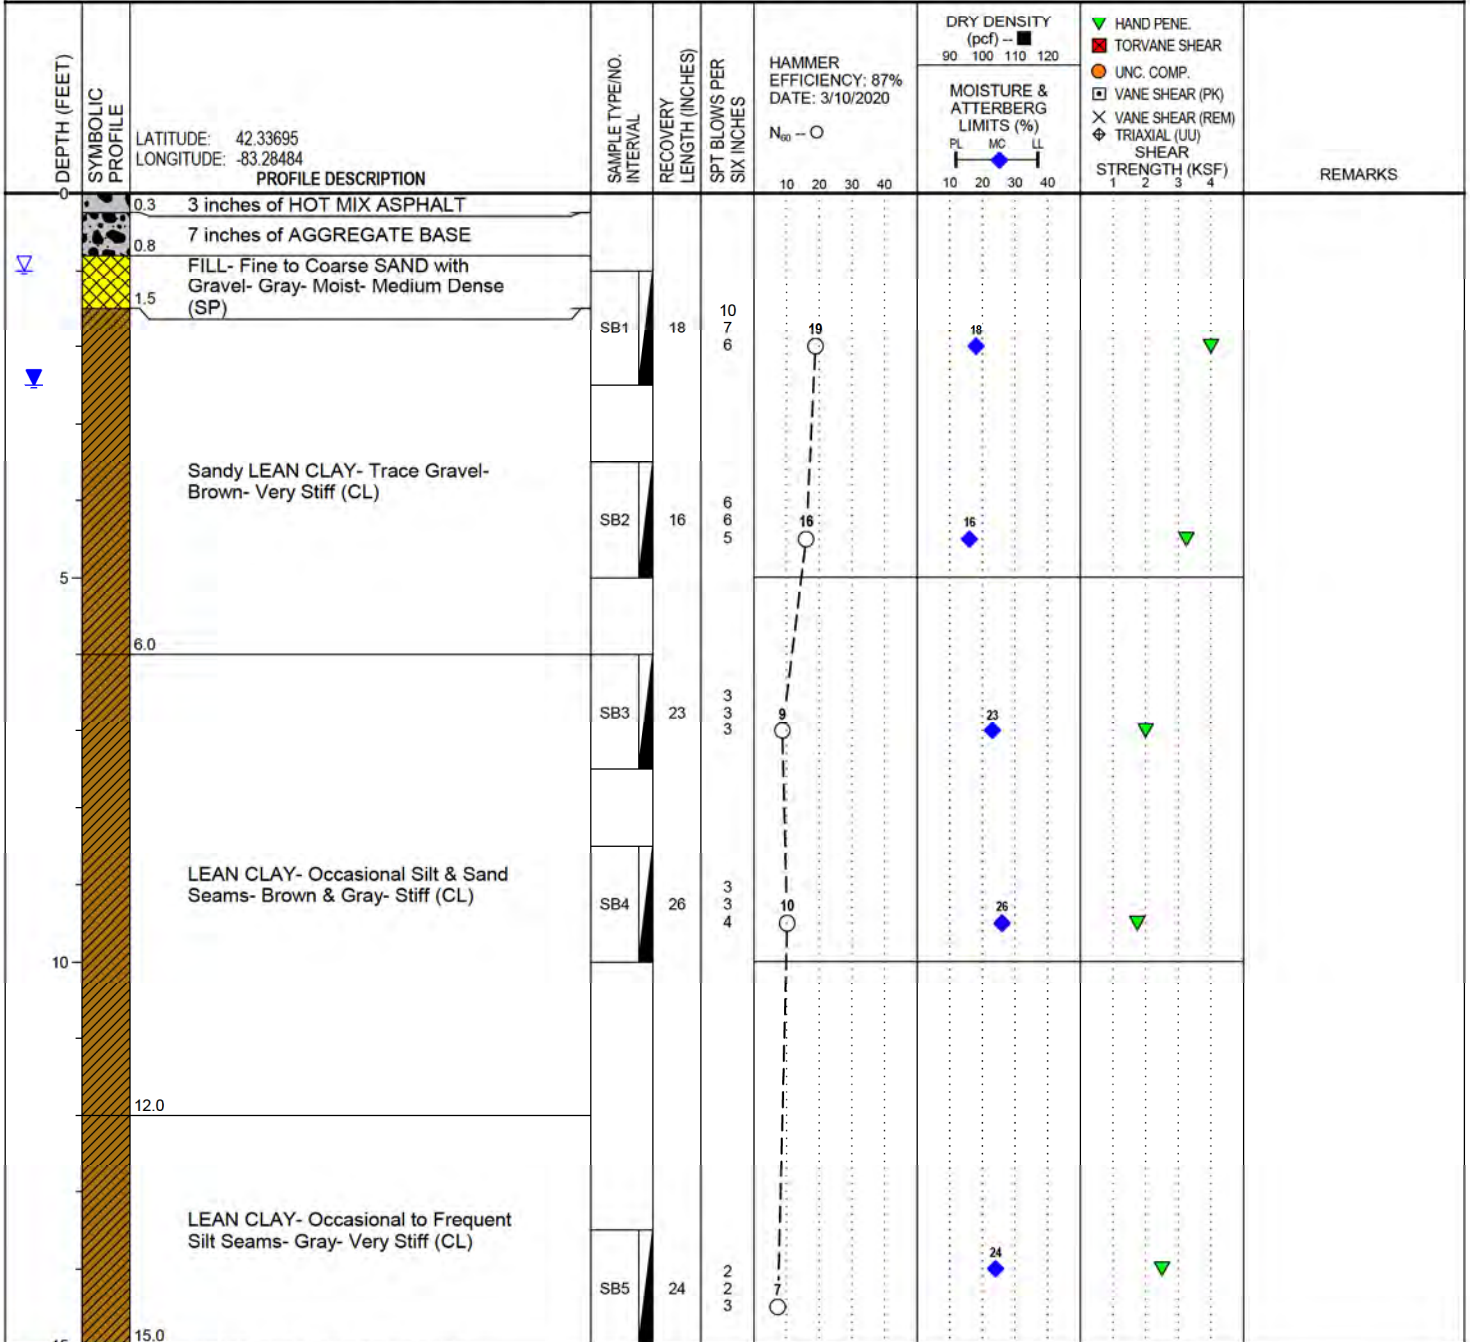 DEPTH (FEET)
SYMBOLIC
PROFILE
LATITUDE: 42.33695
LONGITUDE: -83.28484
PROFILE DESCRIPTION
SAMPLE TYPE/NO.
INTERVAL
RECOVERY
LENGTH (INCHES)
SPT BLOWS PER
SIX INCHES
HAMMER
EFFICIENCY: 87%
DATE: 3/10/2020
N60 -- O
10 20 30 40
DRY DENSITY
(pcf) -- ■
90 100 110 120
MOISTURE &
ATTERBERG
LIMITS (%)
PL MC LL
10 20 30 40
HAND PENE.
TORVANE SHEAR
UNC. COMP.
VANE SHEAR (PK)
VANE SHEAR (REM)
TRIAXIAL (UU)
SHEAR
STRENGTH (KSF)
1 2 3 4
REMARKS
0
0.3 3 inches of HOT MIX ASPHALT
7 inches of AGGREGATE BASE
0.8
FILL- Fine to Coarse SAND with
Gravel- Gray- Moist- Medium Dense
1.5
(SP)
SB1 18
10
7
6
19
18
Sandy LEAN CLAY- Trace Gravel-
Brown- Very Stiff (CL)
SB2 16
6
6
5
16
16
5
6.0
SB3 23
3
3
3
9
23
LEAN CLAY- Occasional Silt & Sand
Seams- Brown & Gray- Stiff (CL)
SB4 26
3
3
4
10
26
10
12.0
LEAN CLAY- Occasional to Frequent
Silt Seams- Gray- Very Stiff (CL)
SB5 24
2
2
3
7
24
15.0